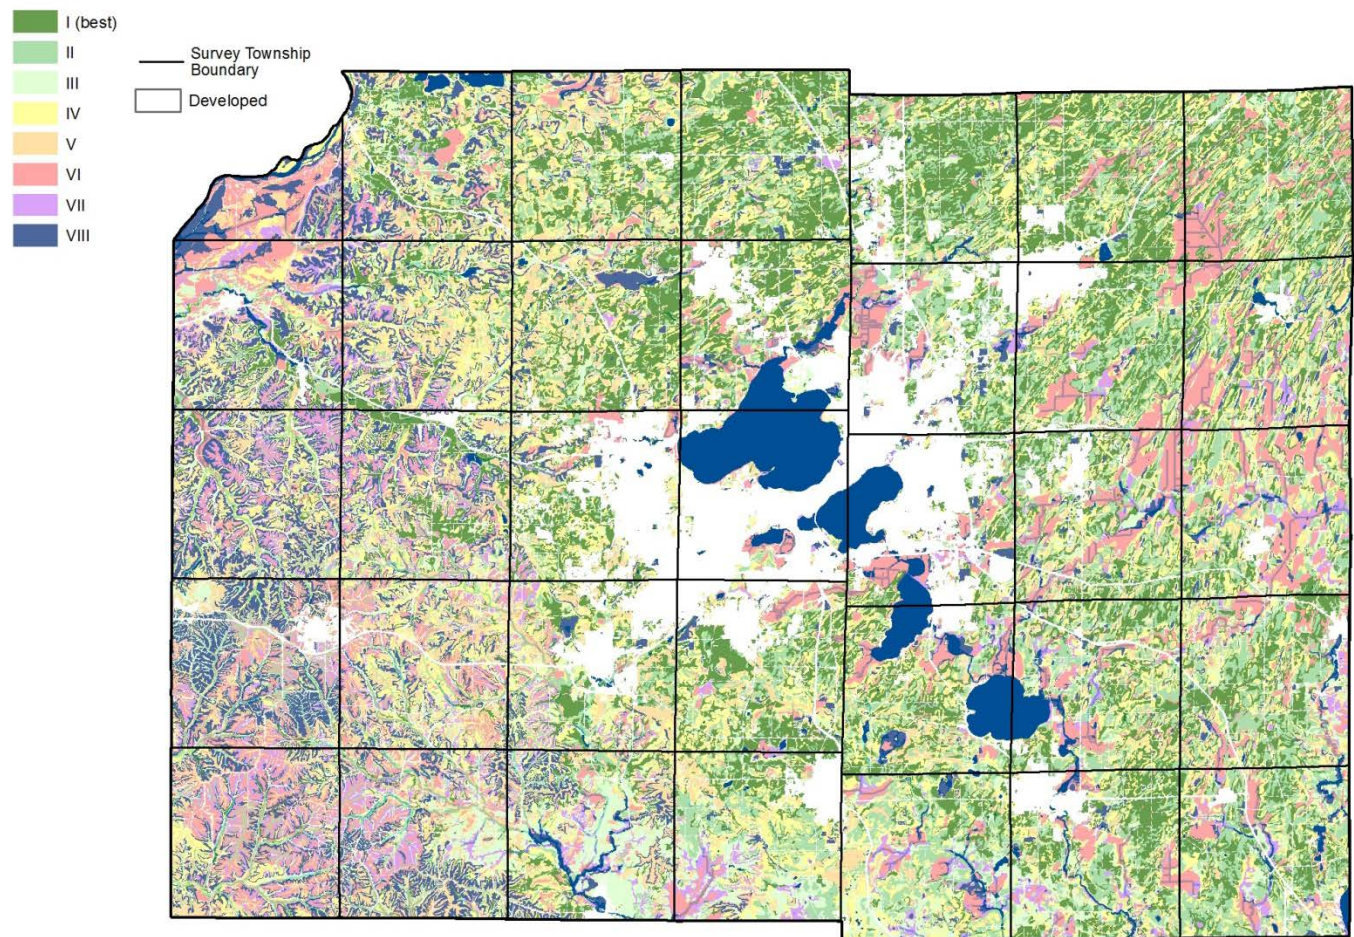 I (best)
II
III
IV
V
VI
VII
VIII
Survey Township
Boundary
Developed